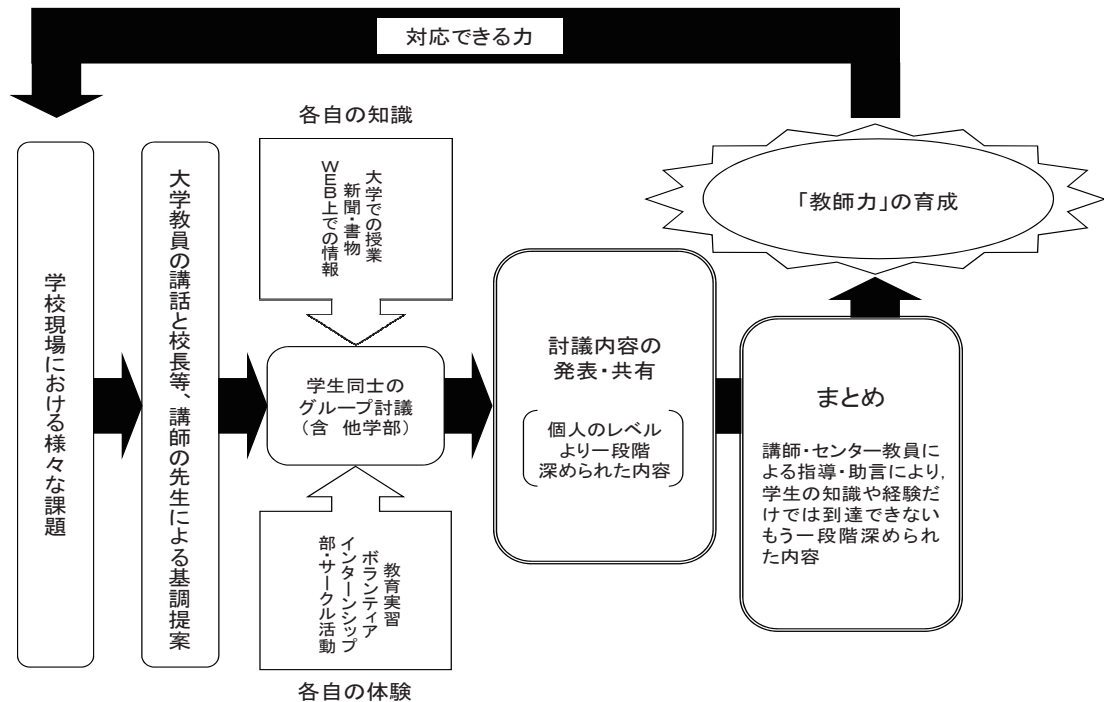 対応できる力
学校現場における様々な課題
大学教員の講話と校長等、講師の先生による基調提案
各自の知識
大学での授業
新聞・書物
WEB上での情報
学生同士の
グループ討議
（含　他学部）
教育実習
ボランティア
インターンシップ
部・サークル活動
各自の体験
討議内容の
発表・共有
個人のレベル
より一段階
深められた内容
まとめ
講師・センター教員に
よる指導・助言により，
学生の知識や経験だ
けでは到達できない
もう一段階深められ
た内容
「教師力」の育成